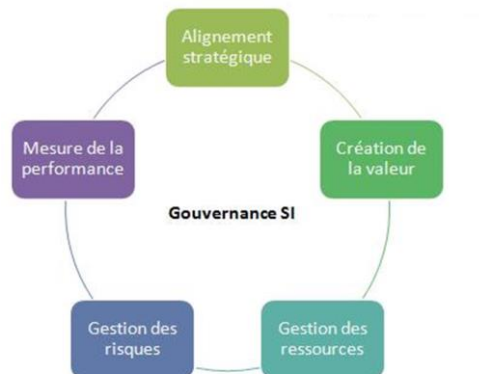 Alignement
stratégique
Création de
la valeur
Gestion des
ressources
Gestion des
risques
Mesure de la
performance
Gouvernance SI